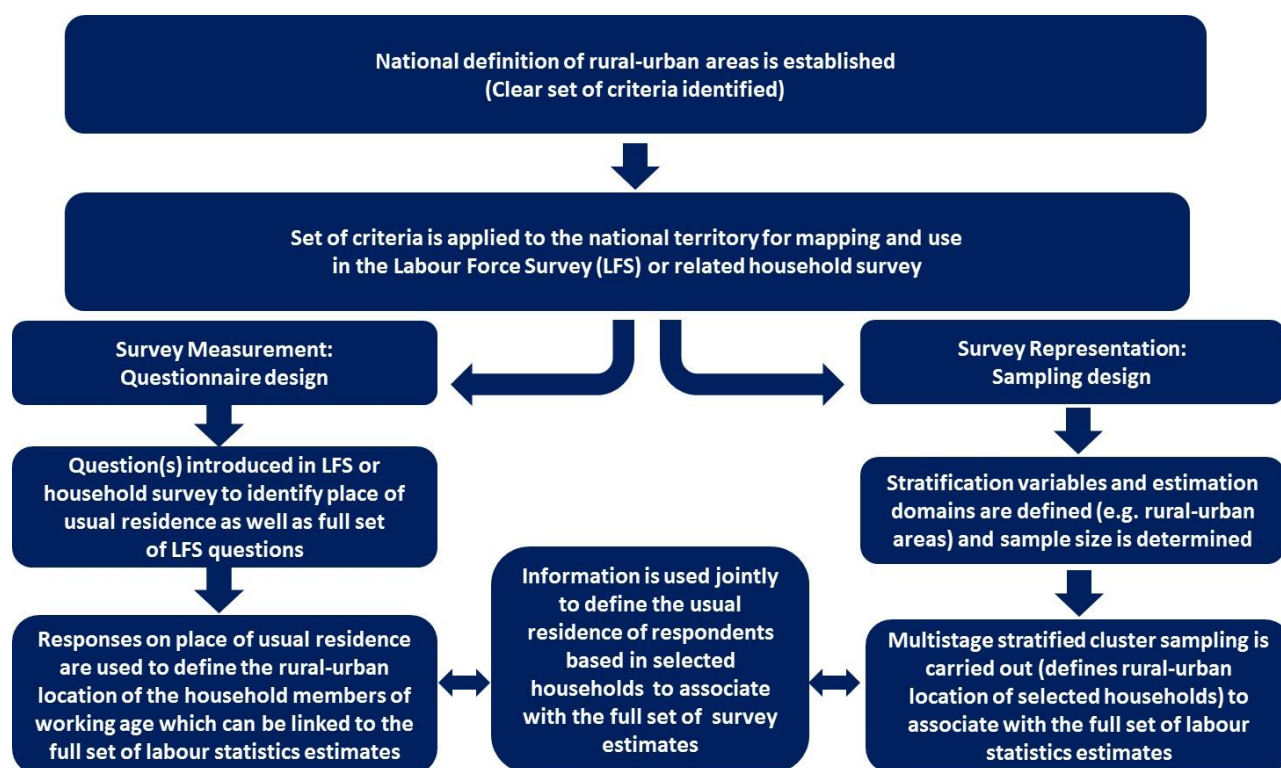 National definition of rural-urban areas is established
(Clear set of criteria identified)
Set of criteria is applied to the national territory for mapping and use
in the Labour Force Survey (LFS) or related household survey
Survey Measurement:
Questionnaire design
Survey Representation:
Sampling design
Question(s) introduced in LFS or
household survey to identify place of
usual residence as well as full set
of LFS questions
Stratification variables and estimation
domains are defined (e.g. rural-urban
areas) and sample size is determined
Responses on place of usual residence
are used to define the rural-urban
location of the household members of
working age which can be linked to the
full set of labour statistics estimates
Information is used jointly
to define the usual
residence of respondents
based in selected
households to associate
with the full set of survey
estimates
Multistage stratified cluster sampling is
carried out (defines rural-urban
location of selected households) to
associate with the full set of labour
statistics estimates